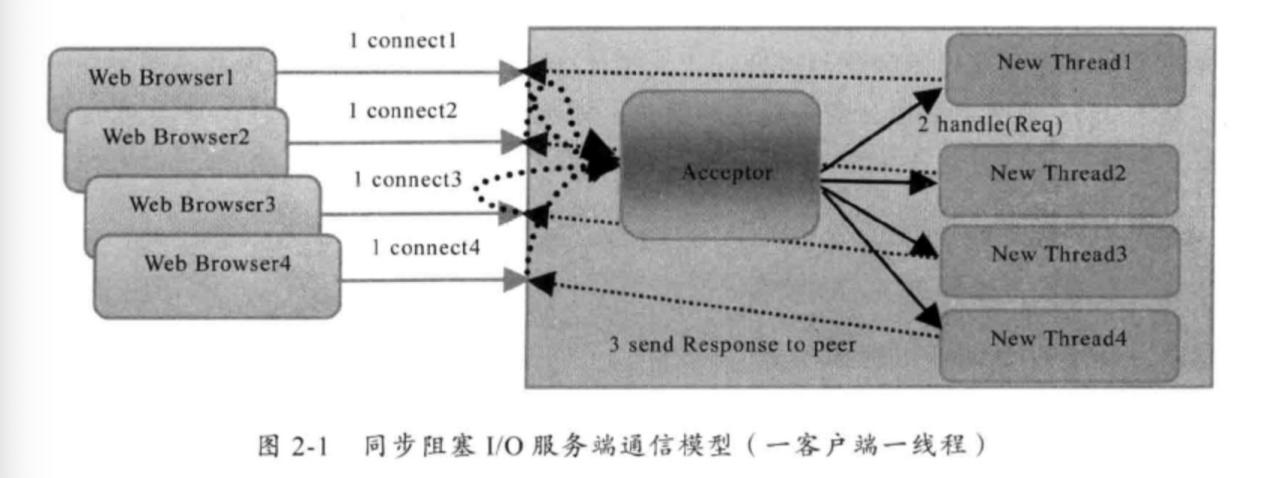 1 connect1
Web Browser1
1 connect2
Web Browser2
1 connect3
Web Browser3
1 connect4
Web Browser4
Acceptor
New Thread1
2 handle(Req)
New Thread2
New Thread3
New Thread4
3 send Response to peer
图 2-1 同步阻塞 I/O 服务端通信模型（一客户端一线程）